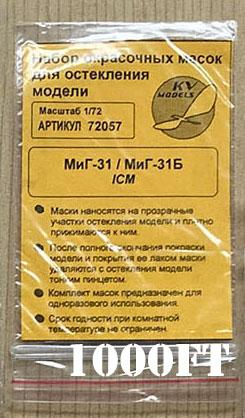 Набор окрасочных масок
для остекления
модели
KV
MODELS
Масштаб 1/72
АРТИКУЛ 72057
МиГ-31 / МиГ-31Б
ICM
Маски наносятся на прозрачные
участки остекления модели и плотно
прижимаются к ним.
После полного окончания покраски
модели и покрытия ее лаком маски
удаляются с остекления модели
тонким пинцетом.
Комплект масок предназначен для
одноразового использования.
Срок годности при комнатной
температуре не ограничен.
1000FT